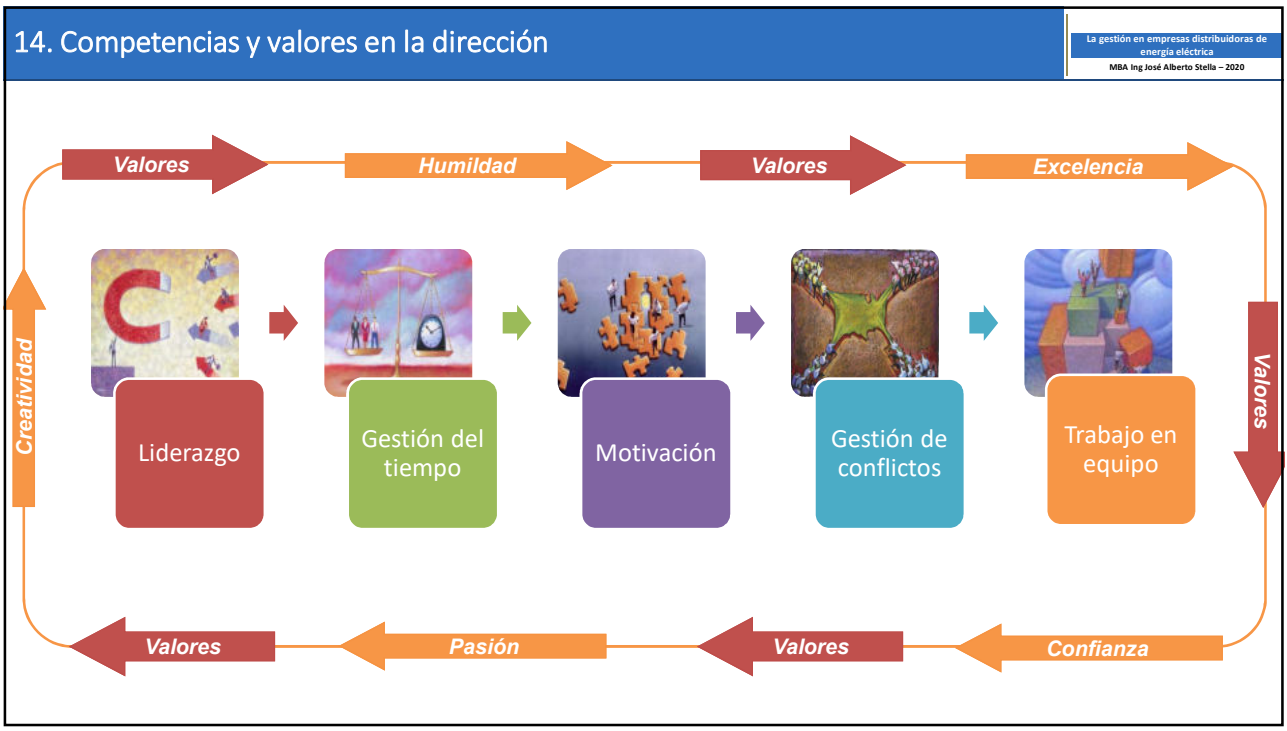 14. Competencias y valores en la dirección
La gestión en empresas distribuidoras de
energía eléctrica
MBA Ing José Alberto Stella – 2020
Valores
Humildad
Valores
Excelencia
Creatividad
Valores
Liderazgo
Gestión del
tiempo
Motivación
Gestión de
conflictos
Trabajo en
equipo
Valores
Pasión
Valores
Confianza